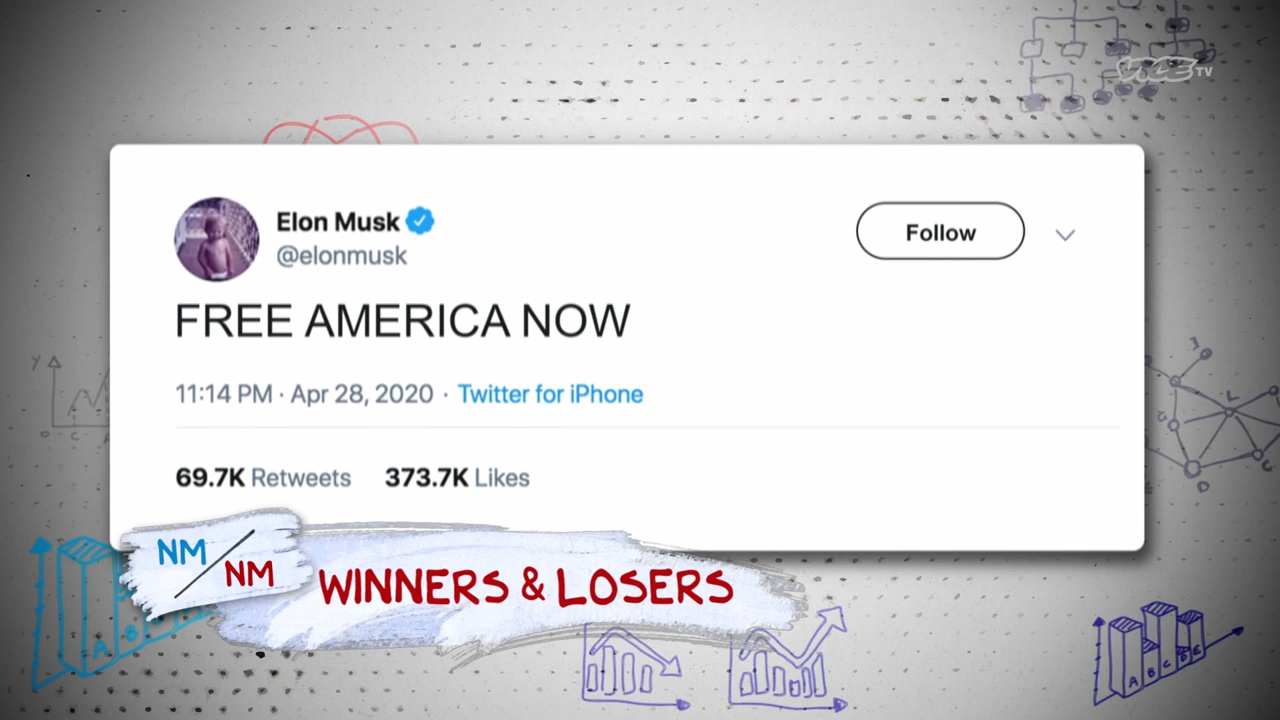 VICE TV
Elon Musk
@elonmusk
Follow
FREE AMERICA NOW
11:14 PM · Apr 28, 2020 · Twitter for iPhone
69.7K Retweets 373.7K Likes
NM/NM
WINNERS & LOSERS
Y
O C
A B
A B C D E
L
D
C